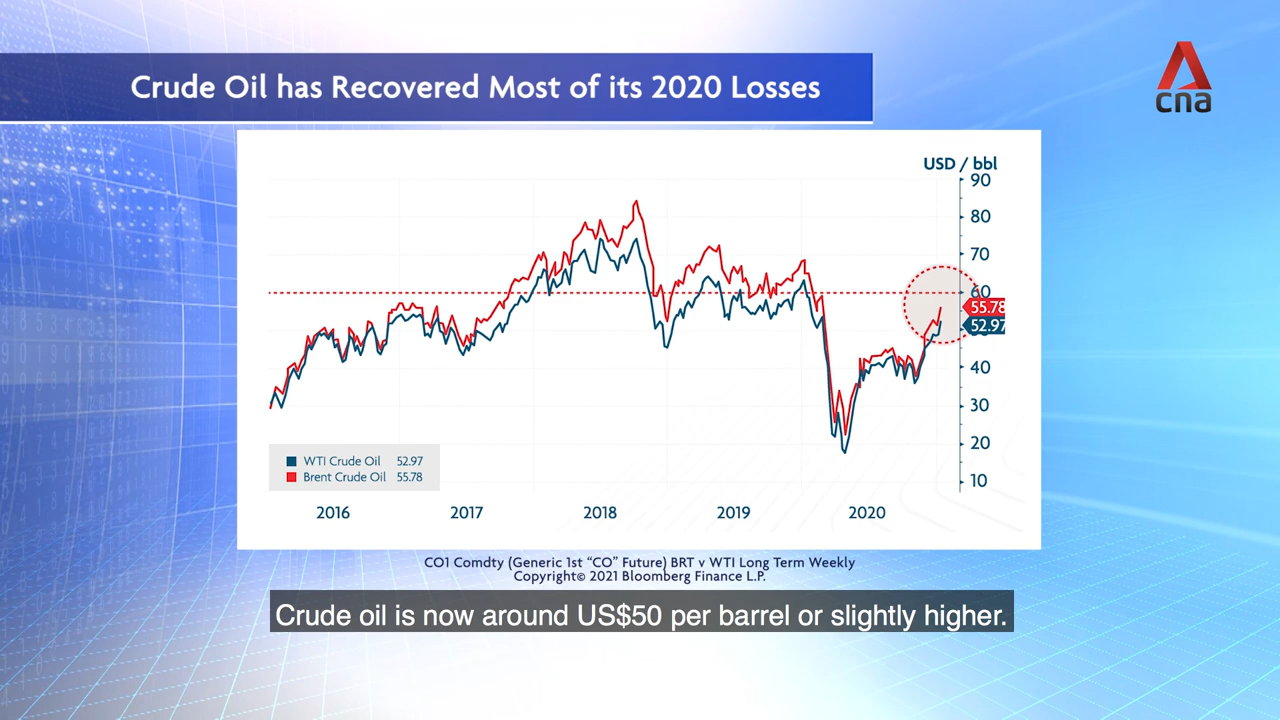 Crude Oil has Recovered Most of its 2020 Losses
cna
USD / bbl
90
80
70
60
55.78
52.97
40
30
20
10
WTI Crude Oil 52.97
Brent Crude Oil 55.78
2016 2017 2018 2019 2020
CO1 Comdty (Generic 1st “CO” Future) BRT v WTI Long Term Weekly
Copyright© 2021 Bloomberg Finance L.P.
Crude oil is now around US$50 per barrel or slightly higher.